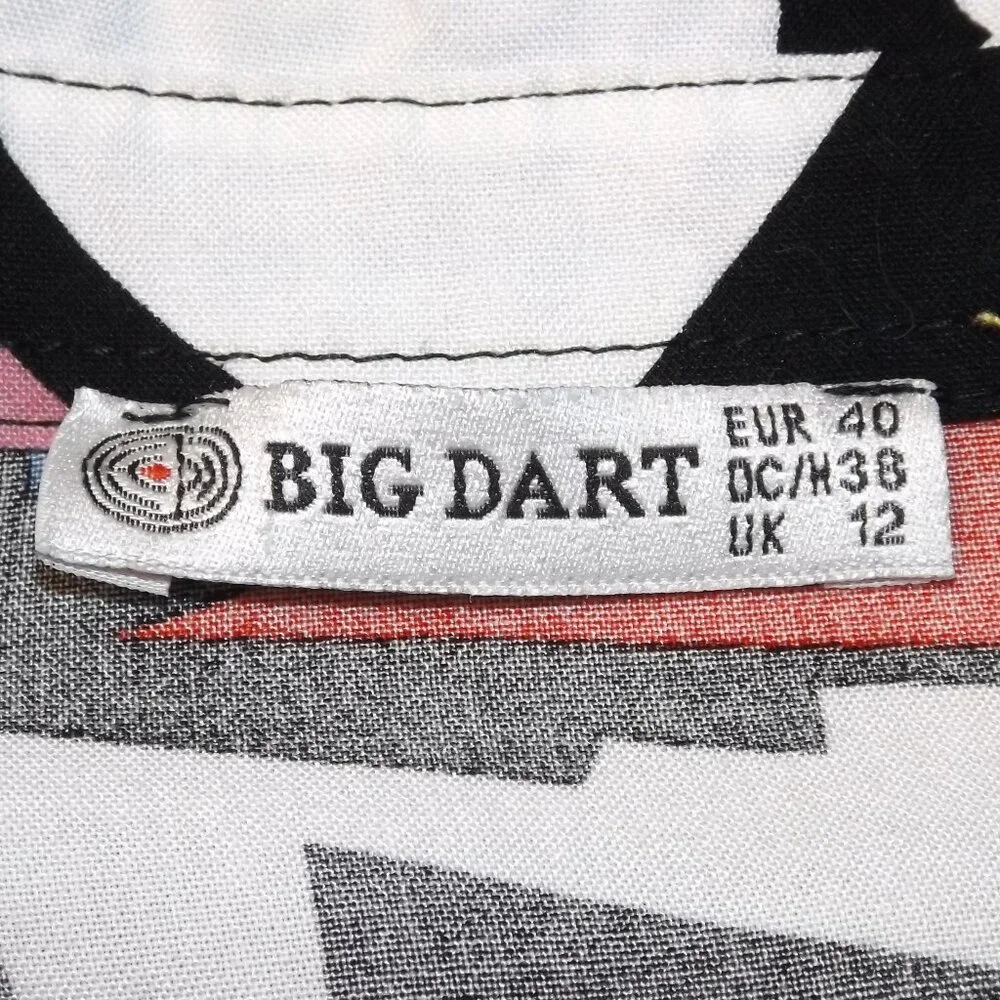 BIG DART
EUR 40
DC/H 38
UK 12